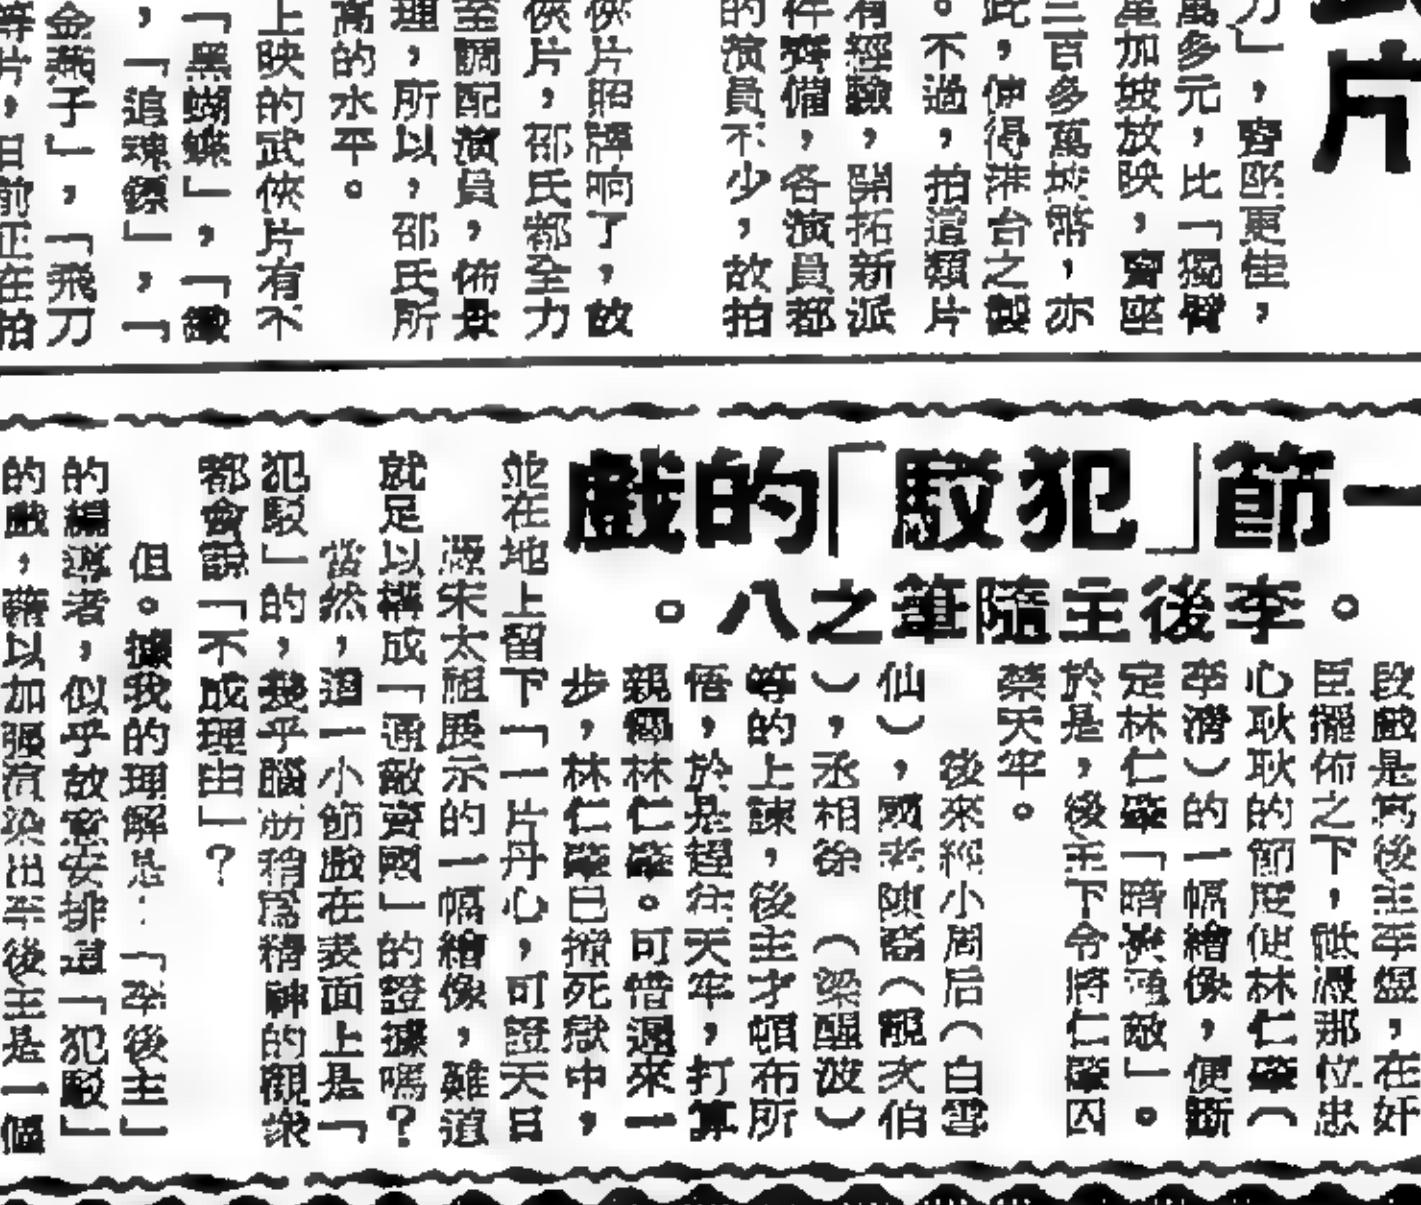 片
刀」，賣座更佳，
萬多元，比「獨臂
星加坡放映，賣座
三百多萬坡幣，亦
此，使得港台之製
。不過，拍這類片
有經驗，開拓新派
件齊備，各演員都
的演員不少，故拍
俠片招牌响了，故
俠片，邵氏都全力
至調配演員，佈景
理，所以，邵氏所
高的水平。
上映的武俠片有不
「黑蝴蝶」，「鐵
，「追魂鏢」，「
金燕子」，「飛刀
等片，目前正在拍
一節「犯駁」的戲
。李後主隨筆之八。
段戲是寫後主年輕，在奸
臣擺佈之下，祇憑那位忠
心耿耿的節度使林仁肇（
李清）的一幅繪像，便斷
定林仁肇「暗裏通敵」。
於是，後主下令將仁肇囚
禁天牢。
後來經小周后（白雪
仙），國老陳喬（靚次伯
），丞相徐　（梁醒波）
等的上諫，後主才頓布所
悟，於是趕往天牢，打算
親釋林仁肇。可惜遲來一
步，林仁肇已撞死獄中，
並在地上留下「一片丹心，可證天日
憑宋太祖展示的一幅繪像，難道
就足以構成「通敵賣國」的證據嗎？
當然，這一小節戲在表面上是「
犯駁」的，幾乎腦筋稍爲精神的觀衆
都會說「不成理由」？
但。據我的理解是：「李後主」
的編導者，似乎故意安排這「犯駁」
的戲，藉以加强渲染出李後主是一個